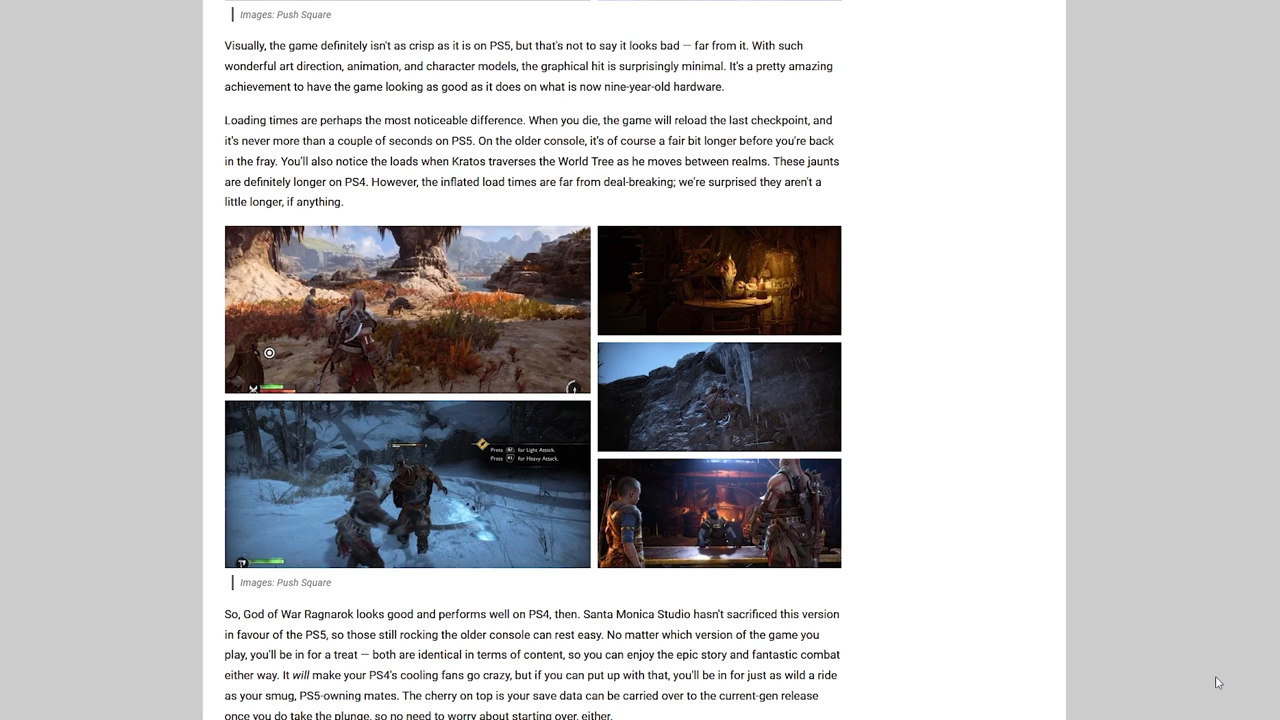 Images: Push Square
Visually, the game definitely isn't as crisp as it is on PS5, but that's not to say it looks bad — far from it. With such
wonderful art direction, animation, and character models, the graphical hit is surprisingly minimal. It's a pretty amazing
achievement to have the game looking as good as it does on what is now nine-year-old hardware.
Loading times are perhaps the most noticeable difference. When you die, the game will reload the last checkpoint, and
it's never more than a couple of seconds on PS5. On the older console, it's of course a fair bit longer before you're back
in the fray. You'll also notice the loads when Kratos traverses the World Tree as he moves between realms. These jaunts
are definitely longer on PS4. However, the inflated load times are far from deal-breaking; we're surprised they aren't a
little longer, if anything.
Press R1 for Light Attack.
Press R2 for Heavy Attack.
Images: Push Square
So, God of War Ragnarok looks good and performs well on PS4, then. Santa Monica Studio hasn't sacrificed this version
in favour of the PS5, so those still rocking the older console can rest easy. No matter which version of the game you
play, you'll be in for a treat — both are identical in terms of content, so you can enjoy the epic story and fantastic combat
either way. It will make your PS4's cooling fans go crazy, but if you can put up with that, you'll be in for just as wild a ride
as your smug, PS5-owning mates. The cherry on top is your save data can be carried over to the current-gen release
once you do take the plunge, so no need to worry about starting over, either.